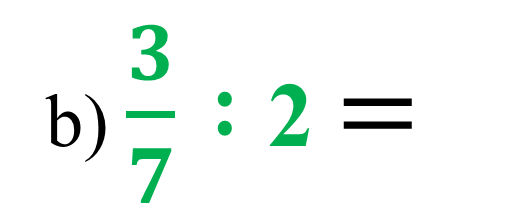 b) 3/7 : 2 =